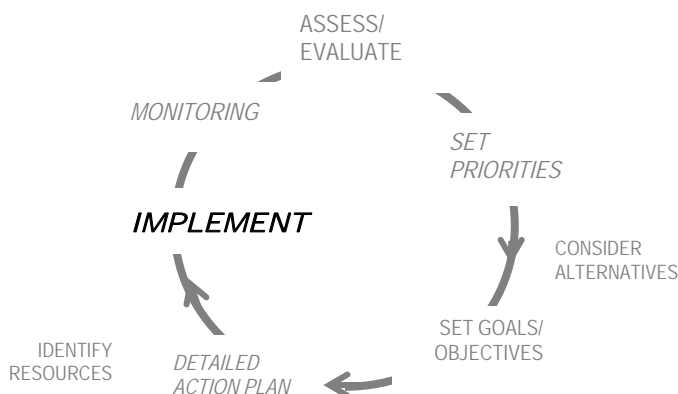 ASSESS/
EVALUATE
MONITORING
SET
PRIORITIES
IMPLEMENT
CONSIDER
ALTERNATIVES
SET GOALS/
OBJECTIVES
IDENTIFY
RESOURCES
DETAILED
ACTION PLAN